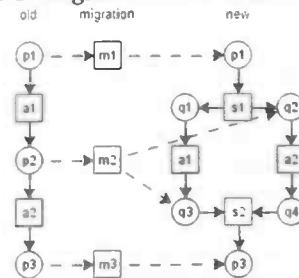 old migration new
p1 m1 p1
q1 s1 q2
a1 a1 a2
p2 m2
a2 q3 s2 q4
p3 m3 p3